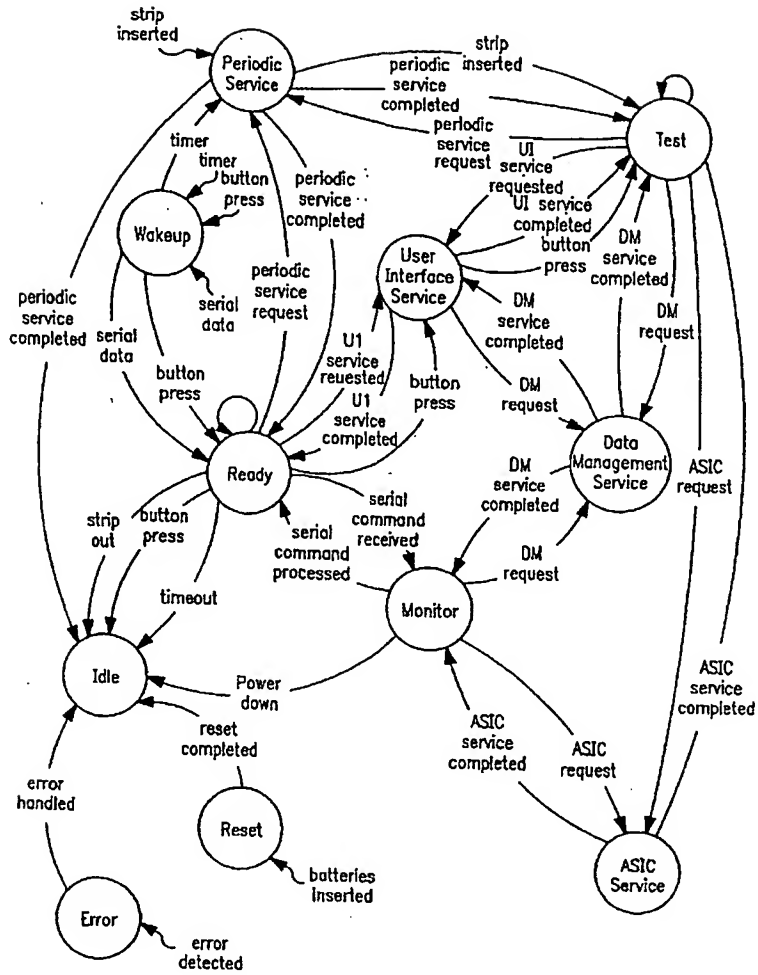 strip
inserted
Periodic
Service
strip
inserted
periodic
service
completed
periodic
service
request
Test
UI
service
requested
UI service
completed
button
press
timer
timer
button
press
Wakeup
serial
data
periodic
service
completed
periodic
service
request
User
Interface
Service
DM
service
completed
DM
service
completed
DM
request
periodic
service
completed
serial
data
button
press
U1
service
reuested
U1
service
completed
button
press
DM
request
Ready
Data
Management
Service
ASIC
request
strip
out
button
press
timeout
serial
command
processed
serial
command
received
DM
service
completed
DM
request
Monitor
Idle
Power
down
reset
completed
ASIC
service
completed
ASIC
request
ASIC
service
completed
error
handled
Reset
batteries
inserted
ASIC
Service
Error
error
detected